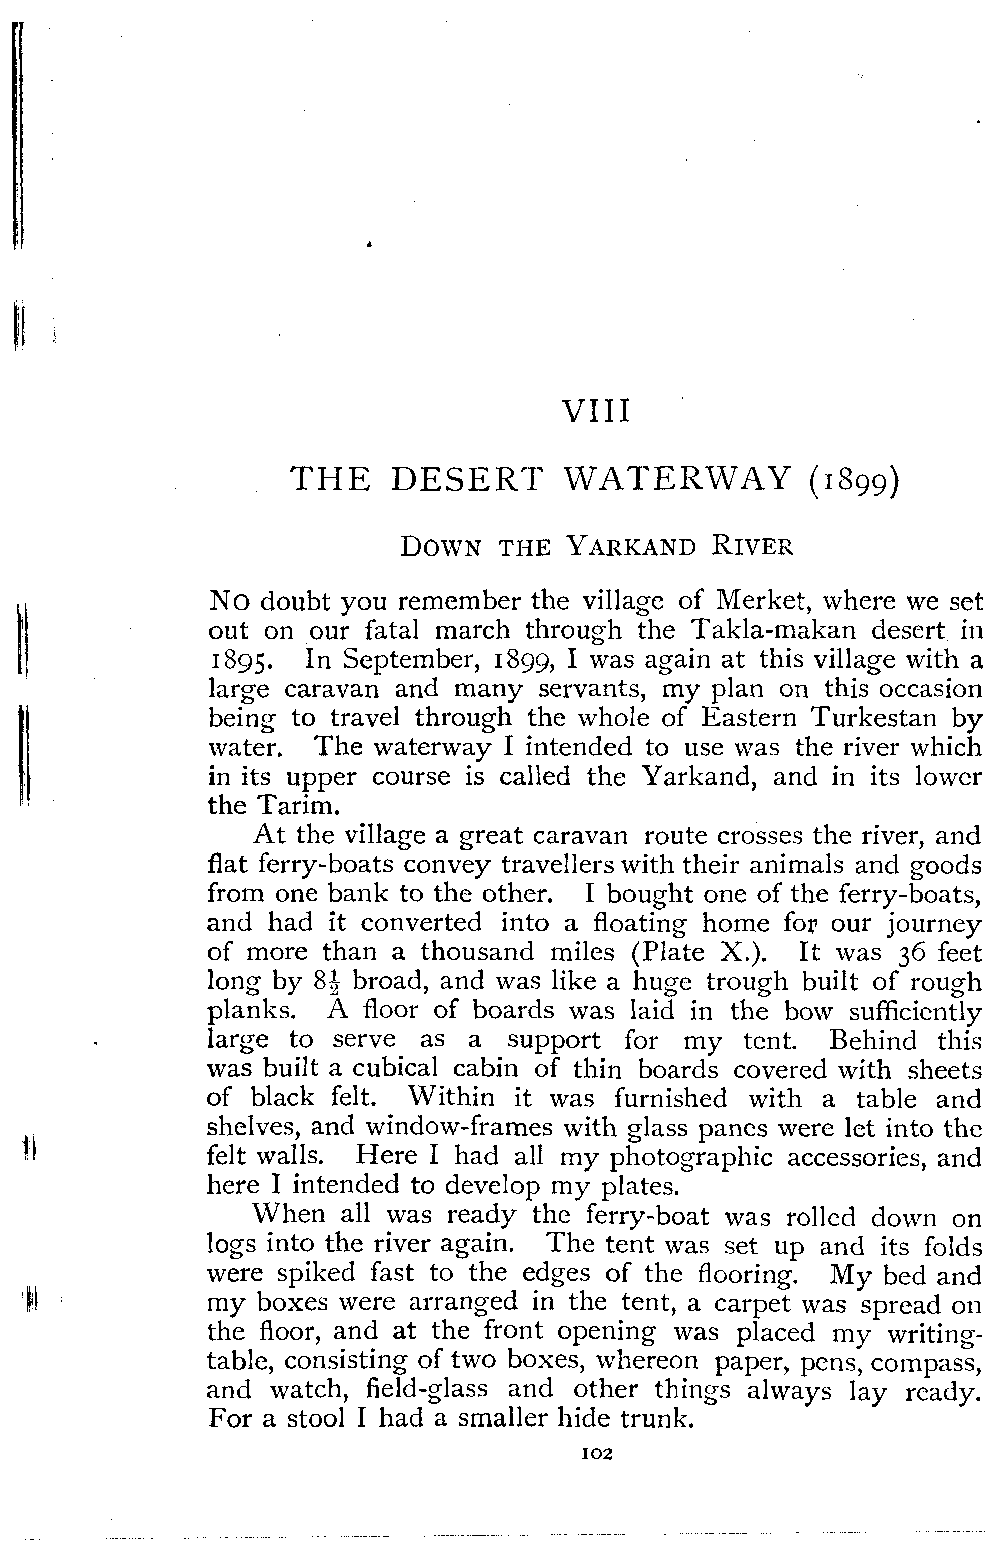 VIII
THE DESERT WATERWAY (1899)
DOWN THE YARKAND RIVER
NO doubt you remember the village of Merket, where we set
out on our fatal march through the Takla-makan desert in
1895. In September, 1899, I was again at this village with a
large caravan and many servants, my plan on this occasion
being to travel through the whole of Eastern Turkestan by
water. The waterway I intended to use was the river which
in its upper course is called the Yarkand, and in its lower
the Tarim.
At the village a great caravan route crosses the river, and
flat ferry-boats convey travellers with their animals and goods
from one bank to the other. I bought one of the ferry-boats,
and had it converted into a floating home for our journey
of more than a thousand miles (Plate X.). It was 36 feet
long by 8½ broad, and was like a huge trough built of rough
planks. A floor of boards was laid in the bow sufficiently
large to serve as a support for my tent. Behind this
was built a cubical cabin of thin boards covered with sheets
of black felt. Within it was furnished with a table and
shelves, and window-frames with glass panes were let into the
felt walls. Here I had all my photographic accessories, and
here I intended to develop my plates.
When all was ready the ferry-boat was rolled down on
logs into the river again. The tent was set up and its folds
were spiked fast to the edges of the flooring. My bed and
my boxes were arranged in the tent, a carpet was spread on
the floor, and at the front opening was placed my writing-
table, consisting of two boxes, whereon paper, pens, compass,
and watch, field-glass and other things always lay ready.
For a stool I had a smaller hide trunk.
102